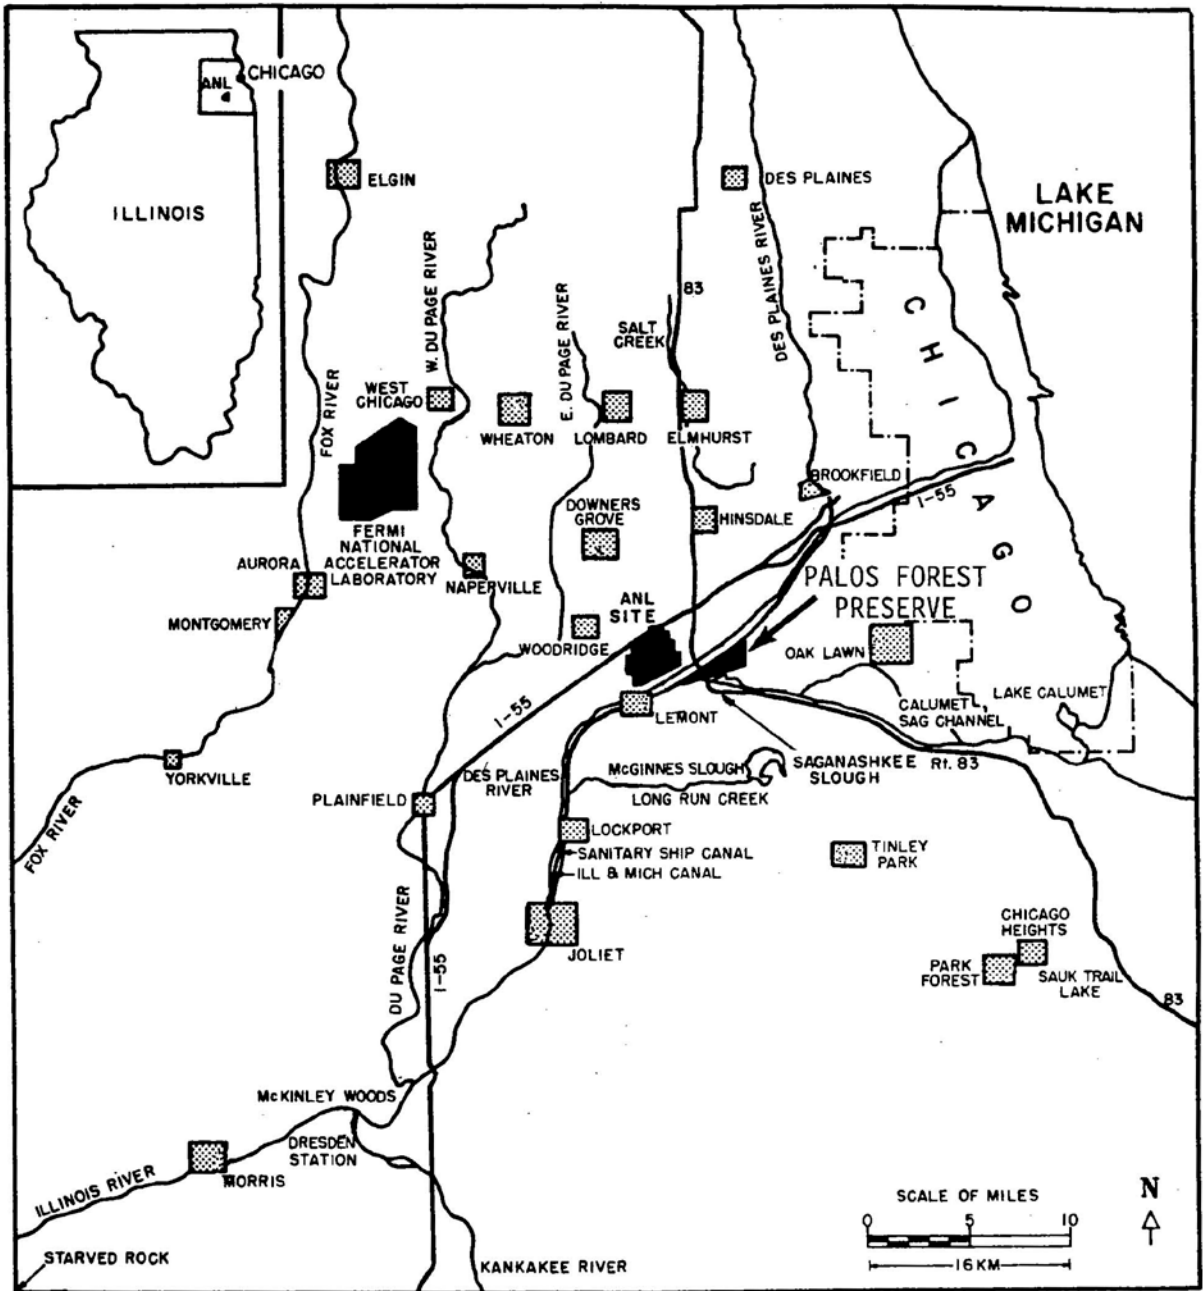 CHICAGO
ANL
ILLINOIS
ELGIN
DES PLAINES
LAKE
MICHIGAN
W. DU PAGE RIVER
E. DU PAGE RIVER
83
SALT
CREEK
DES PLAINES RIVER
CHICAGO
FOX RIVER
WEST
CHICAGO
WHEATON
LOMBARD
ELMHURST
BROOKFIELD
I-55
FERMI
NATIONAL
ACCELERATOR
LABORATORY
DOWNERS
GROVE
HINSDALE
AURORA
NAPERVILLE
PALOS FOREST
PRESERVE
MONTGOMERY
ANL
SITE
WOODRIDGE
OAK LAWN
LAKE CALUMET
CALUMET
SAG CHANNEL
I-55
LEMONT
YORKVILLE
DES PLAINES
RIVER
McGINNES SLOUGH
SAGANASHKEE
SLOUGH
Rt. 83
PLAINFIELD
LONG RUN CREEK
FOX RIVER
LOCKPORT
SANITARY SHIP CANAL
ILL & MICH CANAL
TINLEY
PARK
DU PAGE RIVER
I-55
JOLIET
CHICAGO
HEIGHTS
PARK
FOREST
SAUK TRAIL
LAKE
83
McKINLEY WOODS
DRESDEN
STATION
ILLINOIS RIVER
MORRIS
STARVED ROCK
KANKAKEE RIVER
SCALE OF MILES
0 5 10
16 KM
N